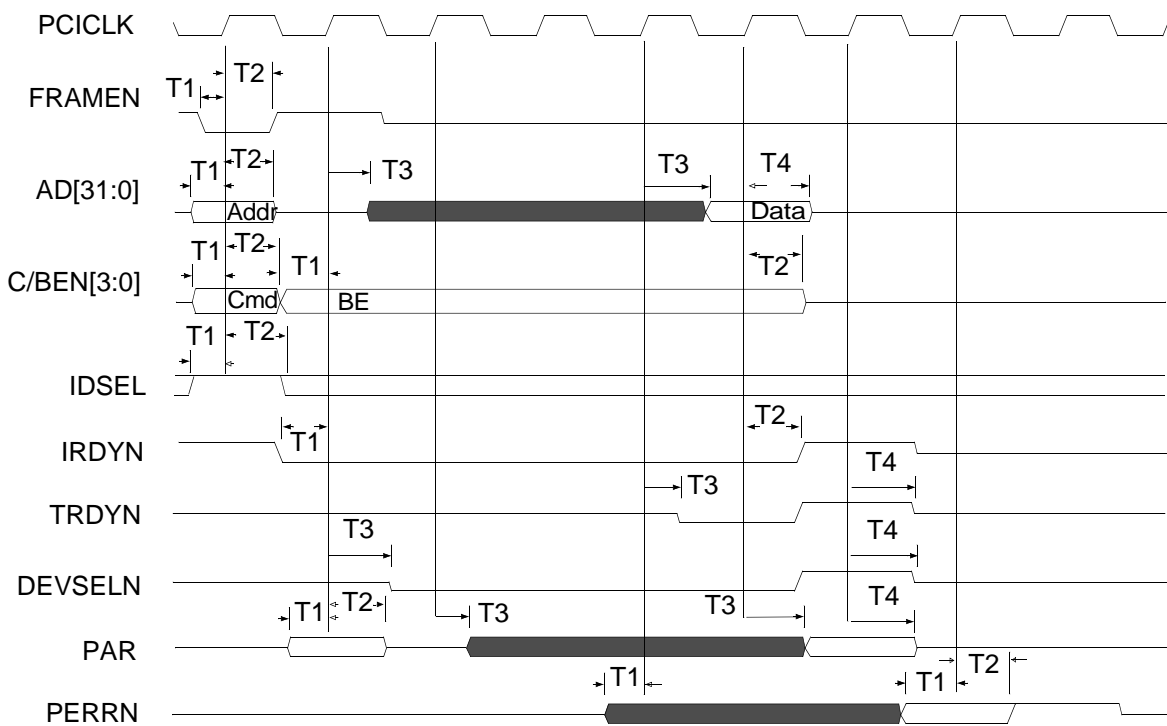 PCICLK
T2
T1
FRAMEN
T2
T1
T3
T3
T4
AD[31:0]
Addr
Data
T1
T2
T1
T2
C/BEN[3:0]
Cmd
BE
T1
T2
IDSEL
T1
T2
IRDYN
T4
T3
TRDYN
T3
T4
DEVSELN
T1
T2
T3
T3
T4
PAR
T1
T1
T2
PERRN